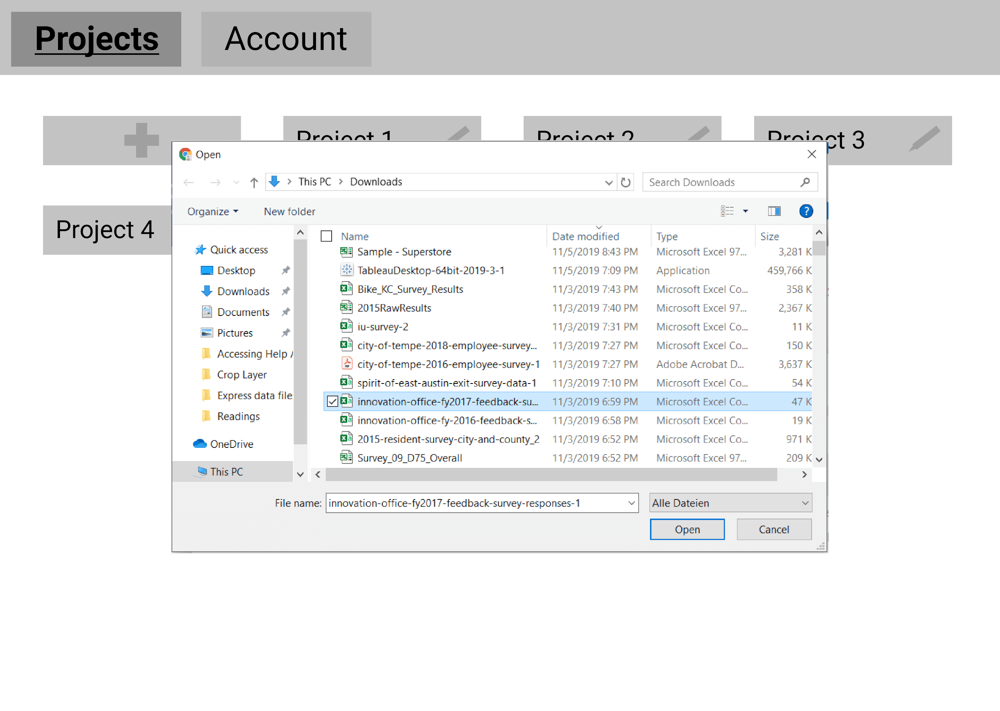 Projects Account
Project 1 Project 2 Project 3
Open
This PC Downloads Search Downloads
Organize New folder ?
Project 4
Name Date modified Type Size
Quick access
Desktop
Downloads
Documents
Pictures
Accessing Help
Crop Layer
Express data file
Readings
OneDrive
This PC
Sample - Superstore 11/5/2019 8:43 PM Microsoft Excel 97... 3,281 K
TableauDesktop-64bit-2019-3-1 11/5/2019 7:09 PM Application 459,766 K
Bike_KC_Survey_Results 11/3/2019 7:43 PM Microsoft Excel Co... 358 K
2015RawResults 11/3/2019 7:40 PM Microsoft Excel 97... 2,367 K
iu-survey-2 11/3/2019 7:31 PM Microsoft Excel Co... 11 K
city-of-tempe-2018-employee-survey... 11/3/2019 7:27 PM Microsoft Excel Co... 150 K
city-of-tempe-2016-employee-survey-1 11/3/2019 7:27 PM Adobe Acrobat D... 3,637 K
spirit-of-east-austin-exit-survey-data-1 11/3/2019 7:10 PM Microsoft Excel Co... 54 K
innovation-office-fy2017-feedback-su... 11/3/2019 6:59 PM Microsoft Excel Co... 47 K
innovation-office-fy-2016-feedback-s... 11/3/2019 6:58 PM Microsoft Excel Co... 19 K
2015-resident-survey-city-and-county_2 11/3/2019 6:52 PM Microsoft Excel Co... 971 K
Survey_09_D75_Overall 11/3/2019 6:52 PM Microsoft Excel 97... 209 K
File name: innovation-office-fy2017-feedback-survey-responses-1 Alle Dateien
Open Cancel